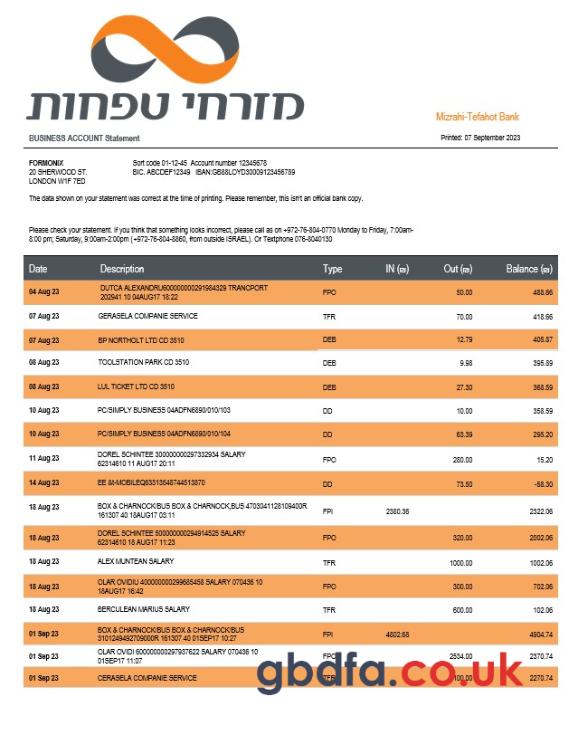 מזרחי טפחות
Mizrahi-Tefahot Bank
BUSINESS ACCOUNT Statement
Printed: 07 September 2023
FORMONIX Sort code 01-12-45 Account number 12345678
20 SHERWOOD ST. BIC. ABCDEF12349 IBAN:GB88LOYD30009123456789
LONDON W1F 7ED
The data shown on your statement was correct at the time of printing. Please remember, this isn't an official bank copy.
Please check your statement. If you think that something looks incorrect, please call as on +972-76-804-0770 Monday to Friday, 7:00am-
8:00 pm; Saturday, 9:00am-2:00pm (+972-76-804-8860, from outside ISRAEL). Or Textphone 076-8040130
Date Description Type IN (₪) Out (₪) Balance (₪)
04 Aug 23 DUTCA ALEXANDRU600000000291984329 TRANCPORT FPO 50.00 488.66
202941 10 04AUG17 18:22
07 Aug 23 GERASELA COMPANIE SERVICE TFR 70.00 418.66
07 Aug 23 BP NORTHOLT LTD CD 3510 DEB 12.79 405.87
08 Aug 23 TOOLSTATION PARK CD 3510 DEB 9.98 395.89
08 Aug 23 LUL TICKET LTD CD 3510 DEB 27.30 368.59
10 Aug 23 PC/SIMPLY BUSINESS 04ADFN6890/010/103 DD 10.00 358.59
10 Aug 23 PC/SIMPLY BUSINESS 04ADFN6890/010/104 DD 63.39 295.20
11 Aug 23 DOREL SCHINTEE 300000000297332934 SALARY FPO 280.00 15.20
62314610 11 AUG17 20:11
14 Aug 23 EE &t-MOBILEQ63313548744513870 DD 73.50 -58.30
18 Aug 23 BOX & CHARNOCK/BUS BOX & CHARNOCK,BUS 4703041128109400R FPI 2380.36 2322.06
161307 40 18AUG17 03:11
18 Aug 23 DOREL SCHINTEE 500000000294914525 SALARY FPO 320.00 2002.06
62314610 18 AUG17 11:23
18 Aug 23 ALEX MUNTEAN SALARY TFR 1000.00 1002.06
18 Aug 23 OLAR OVIDIU 400000000299685458 SALARY 070436 10 FPO 300.00 702.06
18AUG17 16:42
18 Aug 23 BERCULEAN MARIUS SALARY TFR 600.00 102.06
01 Sep 23 BOX & CHARNOCK/BUS BOX & CHARNOCK/BUS FPI 4802.68 4904.74
3101249492709000R 161307 40 01SEP17 10:27
01 Sep 23 OLAR OVIDI 600000000297937622 SALARY 070436 10 FPO 2534.00 2370.74
01SEP17 11:07
01 Sep 23 CERASELA COMPANIE SERVICE TFR 100.00 2270.74
gbdfa.co.uk